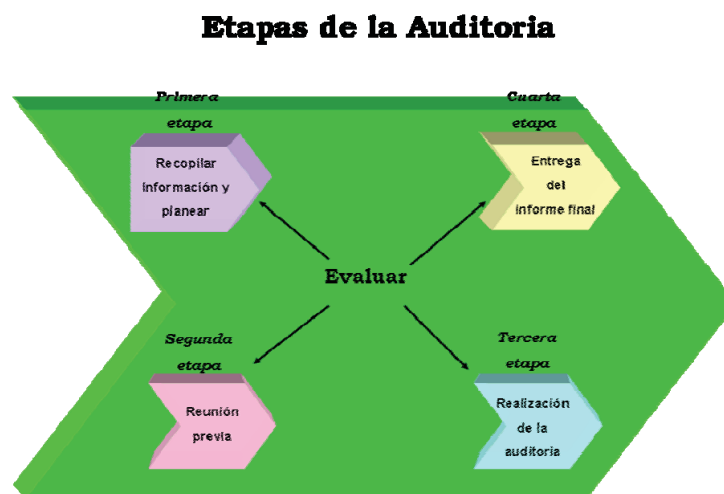 Etapas de la Auditoria
Primera
etapa
Recopilar
Información y
planear
Cuarta
etapa
Entrega
del
Informe final
Evaluar
Segunda
etapa
Reunión
previa
Tercera
etapa
Realización
de la
auditoria